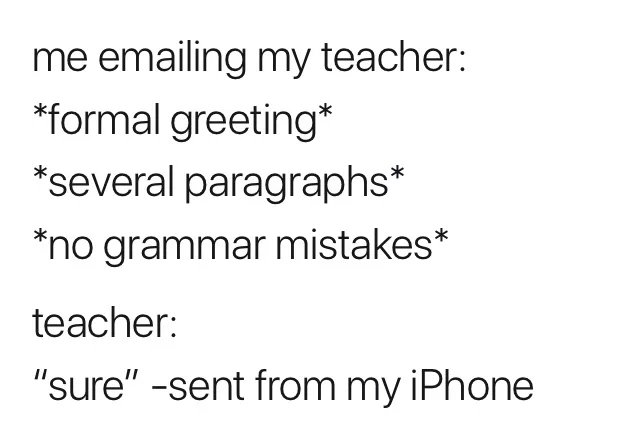 me emailing my teacher:
*formal greeting*
*several paragraphs*
*no grammar mistakes*
teacher:
“sure” -sent from my iPhone